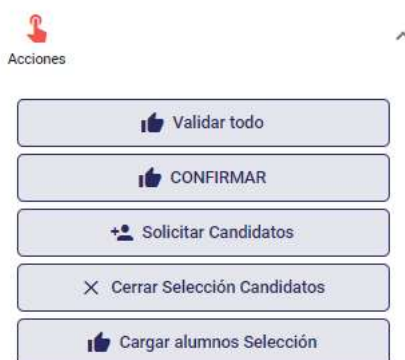 Acciones
Validar todo
CONFIRMAR
Solicitar Candidatos
Cerrar Selección Candidatos
Cargar alumnos Selección